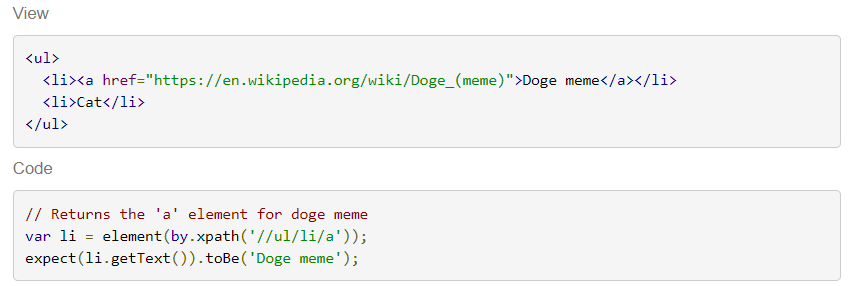 View
<ul>
  <li><a href="https://en.wikipedia.org/wiki/Doge_(meme)">Doge meme</a></li>
  <li>Cat</li>
</ul>
Code
// Returns the 'a' element for doge meme
var li = element(by.xpath('//ul/li/a'));
expect(li.getText()).toBe('Doge meme');